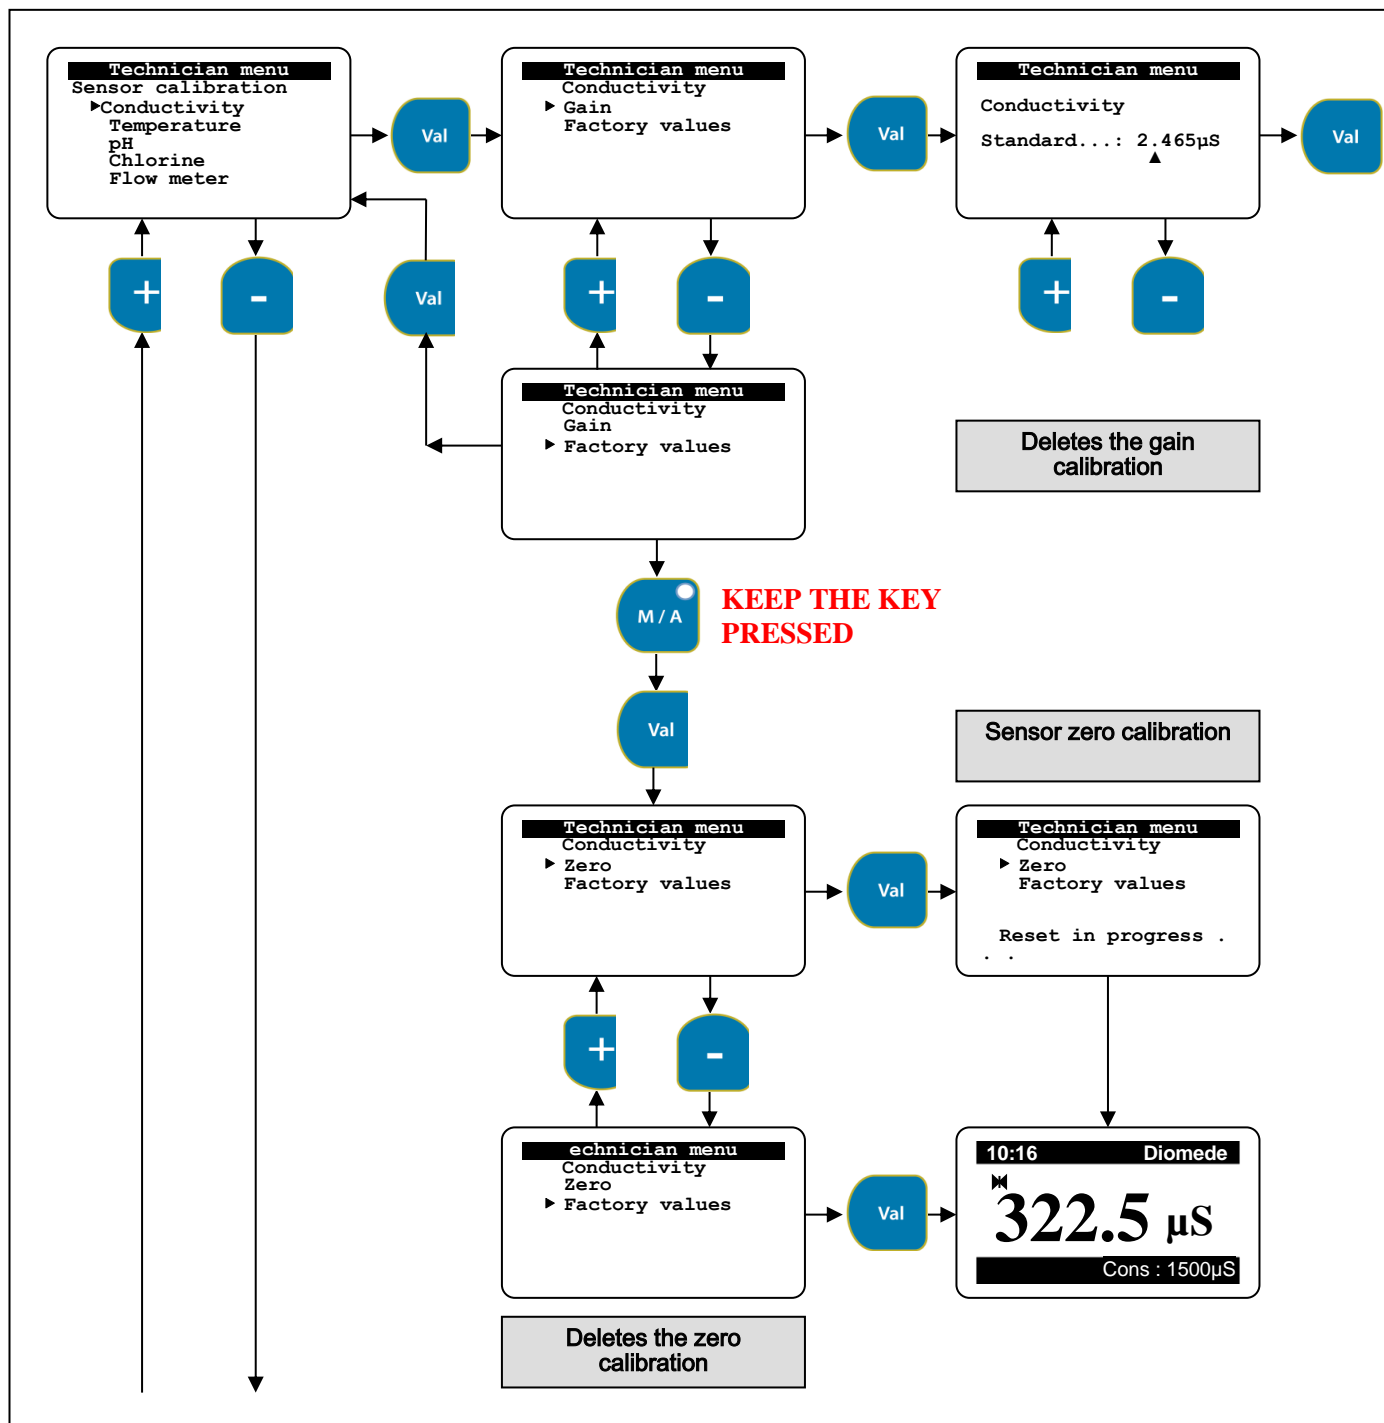 Technician menu
Sensor calibration
Conductivity
Temperature
pH
Chlorine
Flow meter
Val
Technician menu
Conductivity
Gain
Factory values
Val
Technician menu
Conductivity
Standard...: 2.465µS
Val
+
-
Val
+
-
+
-
Technician menu
Conductivity
Gain
Factory values
Deletes the gain
calibration
M / A
KEEP THE KEY
PRESSED
Val
Sensor zero calibration
Technician menu
Conductivity
Zero
Factory values
Val
Technician menu
Conductivity
Zero
Factory values
Reset in progress .
. .
+
-
echnician menu
Conductivity
Zero
Factory values
Val
10:16 Diomede
322.5 µS
Cons : 1500µS
Deletes the zero
calibration